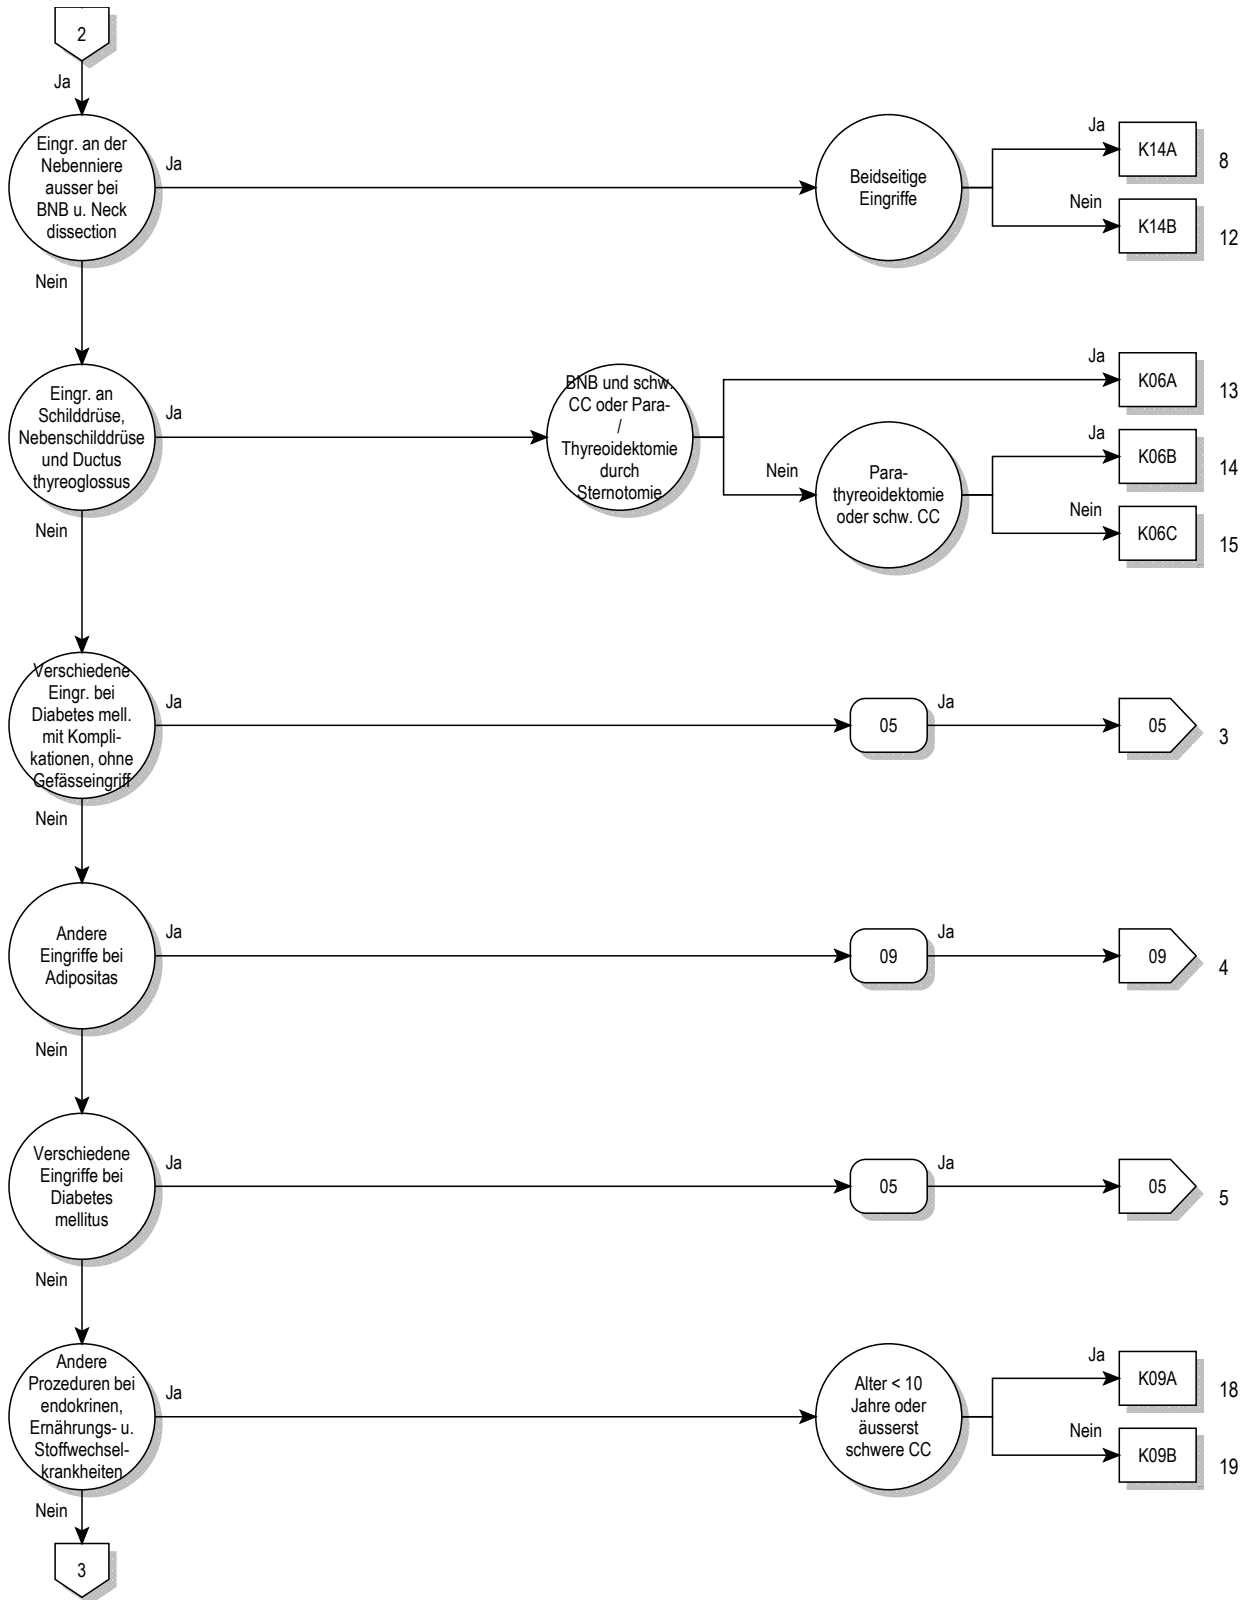 2
Ja
Eingr. an der
Nebenniere
ausser bei
BNB u. Neck
dissection
Ja
Beidseitige
Eingriffe
Ja
K14A
8
Nein
K14B
12
Nein
Eingr. an
Schilddrüse,
Nebenschilddrüse
und Ductus
thyreoglossus
Ja
BNB und schw.
CC oder Para-
/
Thyreoidektomie
durch
Sternotomie
Ja
K06A
13
Nein
Para-
thyreoidektomie
oder schw. CC
Ja
K06B
14
Nein
K06C
15
Nein
Verschiedene
Eingr. bei
Diabetes mell.
mit Kompli-
kationen, ohne
Gefässeingriff
Ja
05
Ja
05
3
Nein
Andere
Eingriffe bei
Adipositas
Ja
09
Ja
09
4
Nein
Verschiedene
Eingriffe bei
Diabetes
mellitus
Ja
05
Ja
05
5
Nein
Andere
Prozeduren bei
endokrinen,
Ernährungs- u.
Stoffwechsel-
krankheiten
Ja
Alter < 10
Jahre oder
äusserst
schwere CC
Ja
K09A
18
Nein
K09B
19
Nein
3